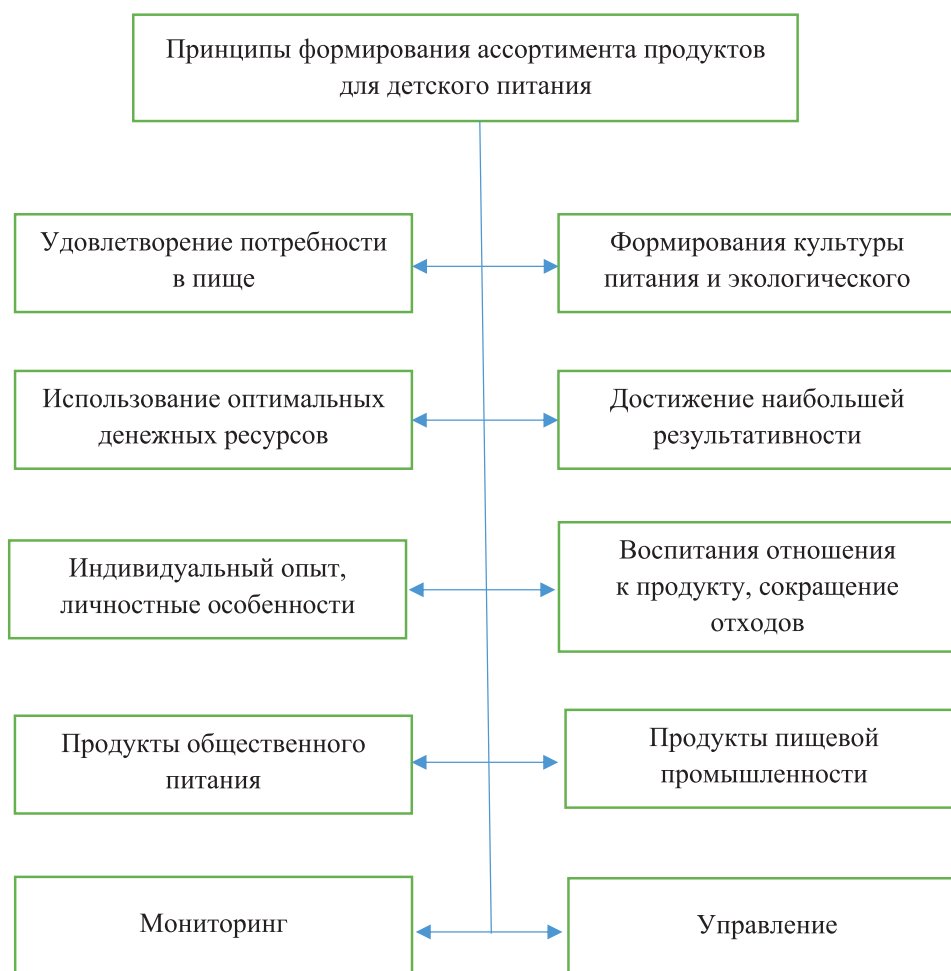 Принципы формирования ассортимента продуктов
для детского питания
Удовлетворение потребности
в пище
Формирования культуры
питания и экологического
Использование оптимальных
денежных ресурсов
Достижение наибольшей
результативности
Индивидуальный опыт,
личностные особенности
Воспитания отношения
к продукту, сокращение
отходов
Продукты общественного
питания
Продукты пищевой
промышленности
Мониторинг
Управление